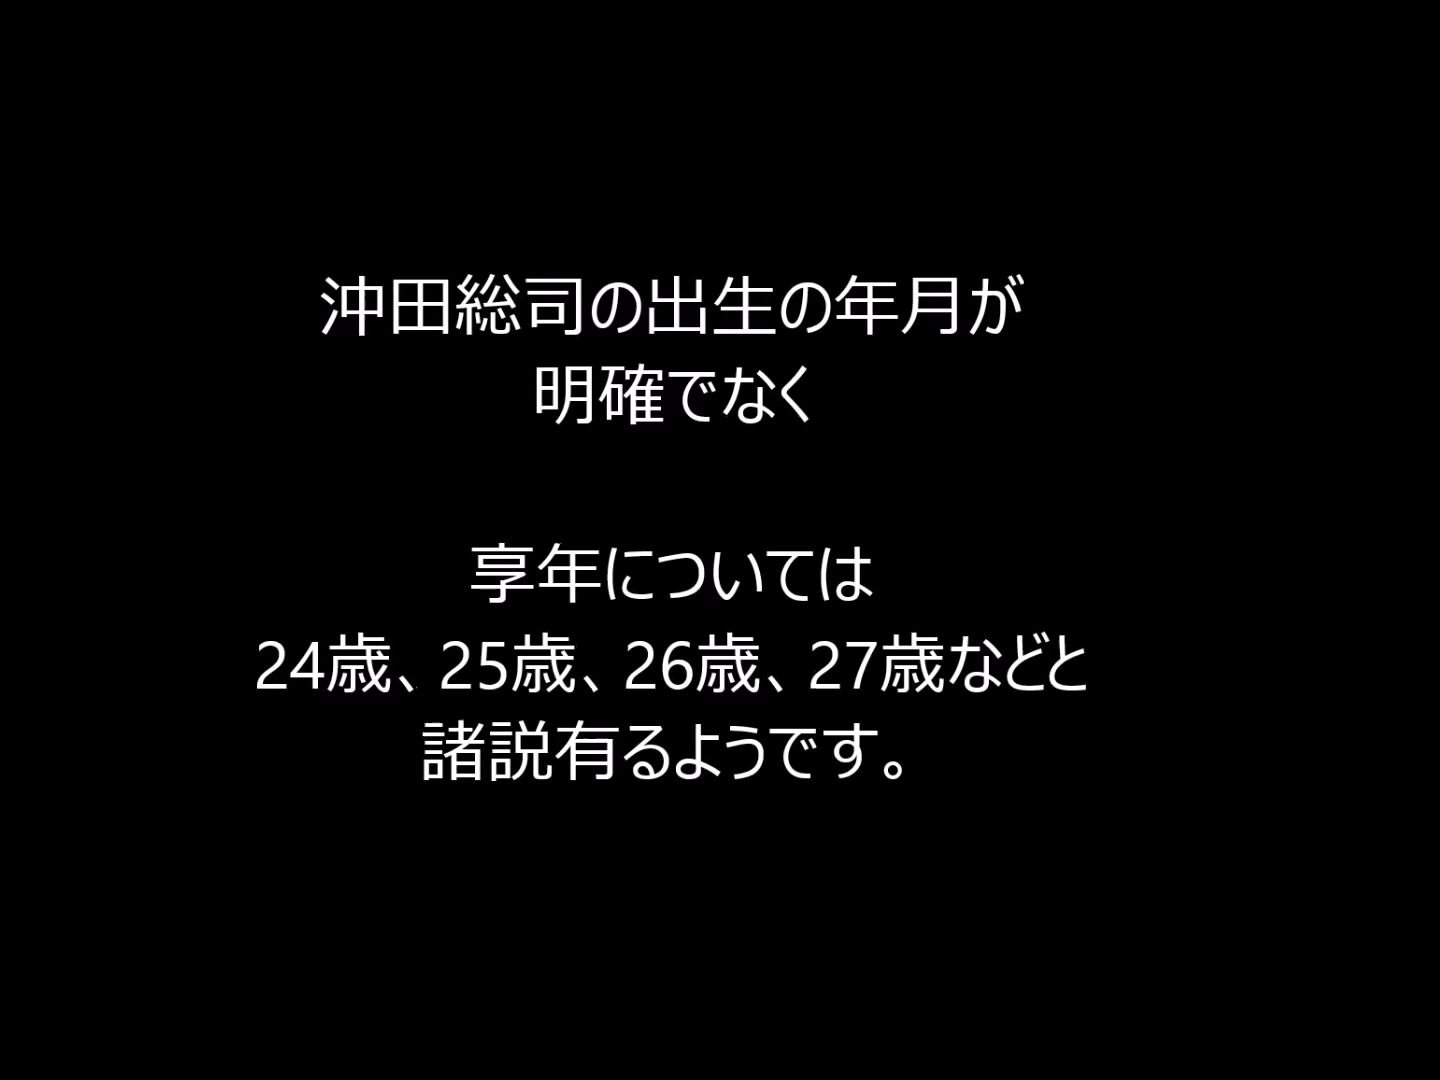 沖田総司の出生の年月が
明確でなく
享年については
24歳、25歳、26歳、27歳などと
諸説有るようです。